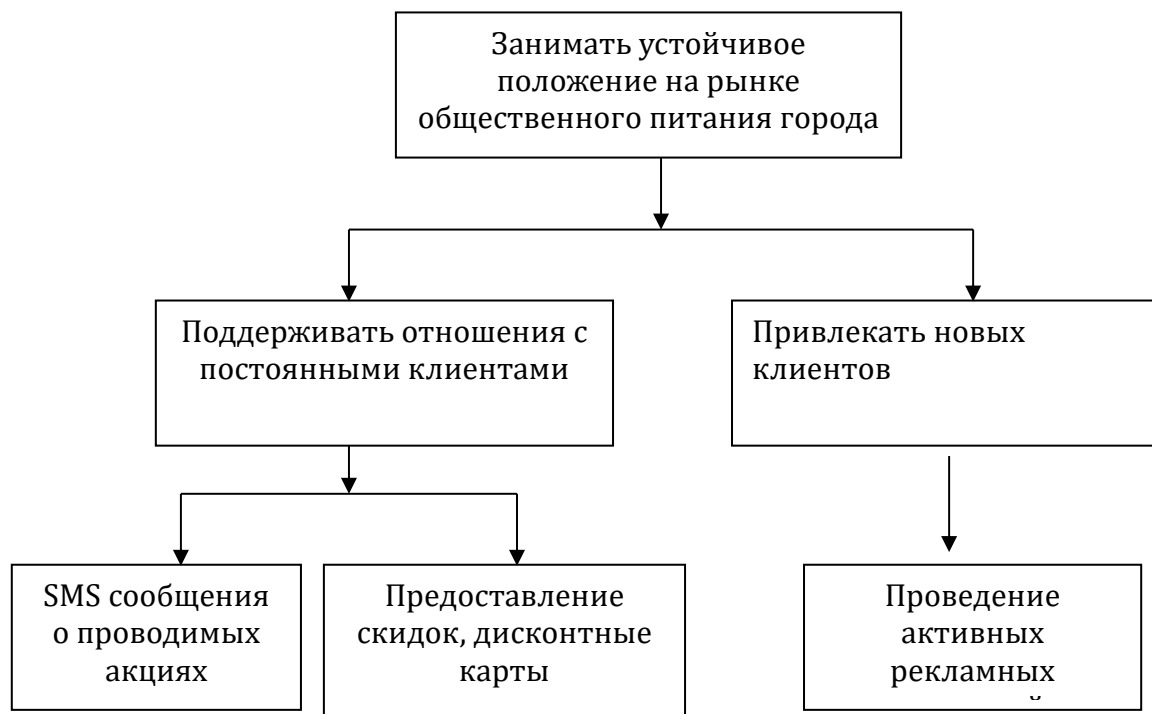 Занимать устойчивое
положение на рынке
общественного питания города
Поддерживать отношения с
постоянными клиентами
Привлекать новых
клиентов
SMS сообщения
о проводимых
акциях
Предоставление
скидок, дисконтные
карты
Проведение
активных
рекламных